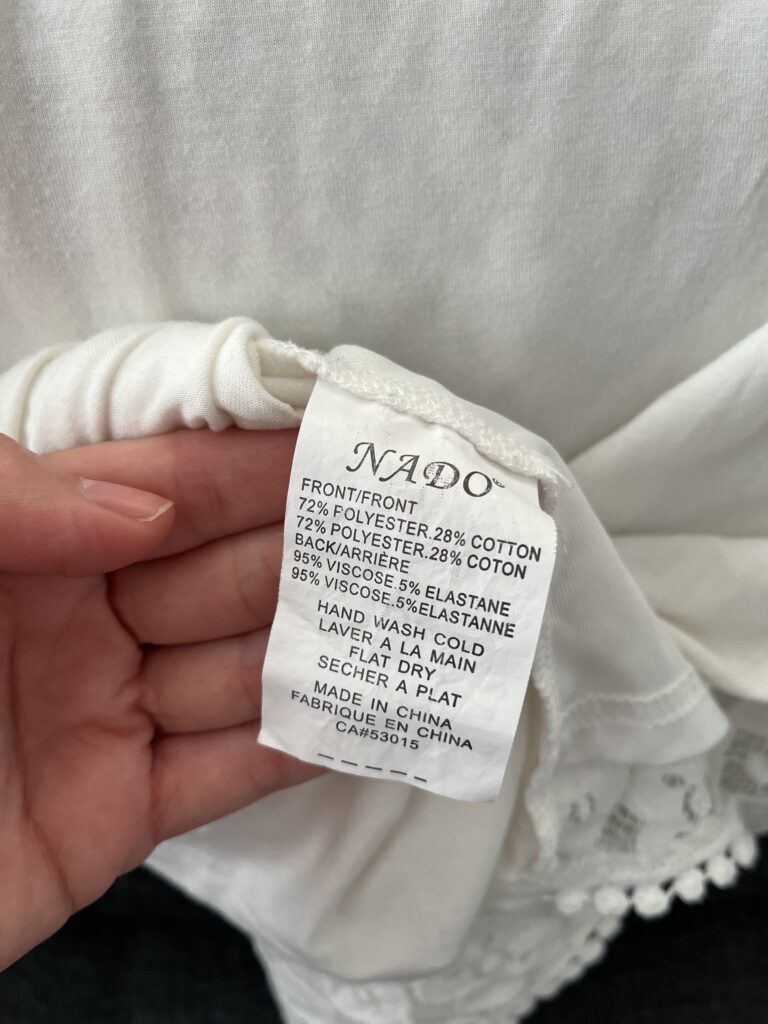 NADO®
FRONT/FRONT
72% POLYESTER.28% COTTON
72% POLYESTER.28% COTON
BACK/ARRIÈRE
95% VISCOSE.5% ELASTANE
95% VISCOSE.5%ELASTANNE
HAND WASH COLD
LAVER A LA MAIN
FLAT DRY
SECHER A PLAT
MADE IN CHINA
FABRIQUE EN CHINA
CA#53015